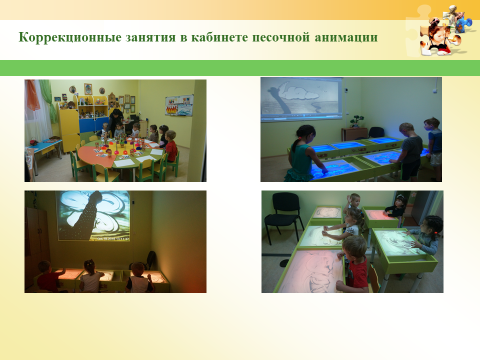 Коррекционные занятия в кабинете песочной анимации